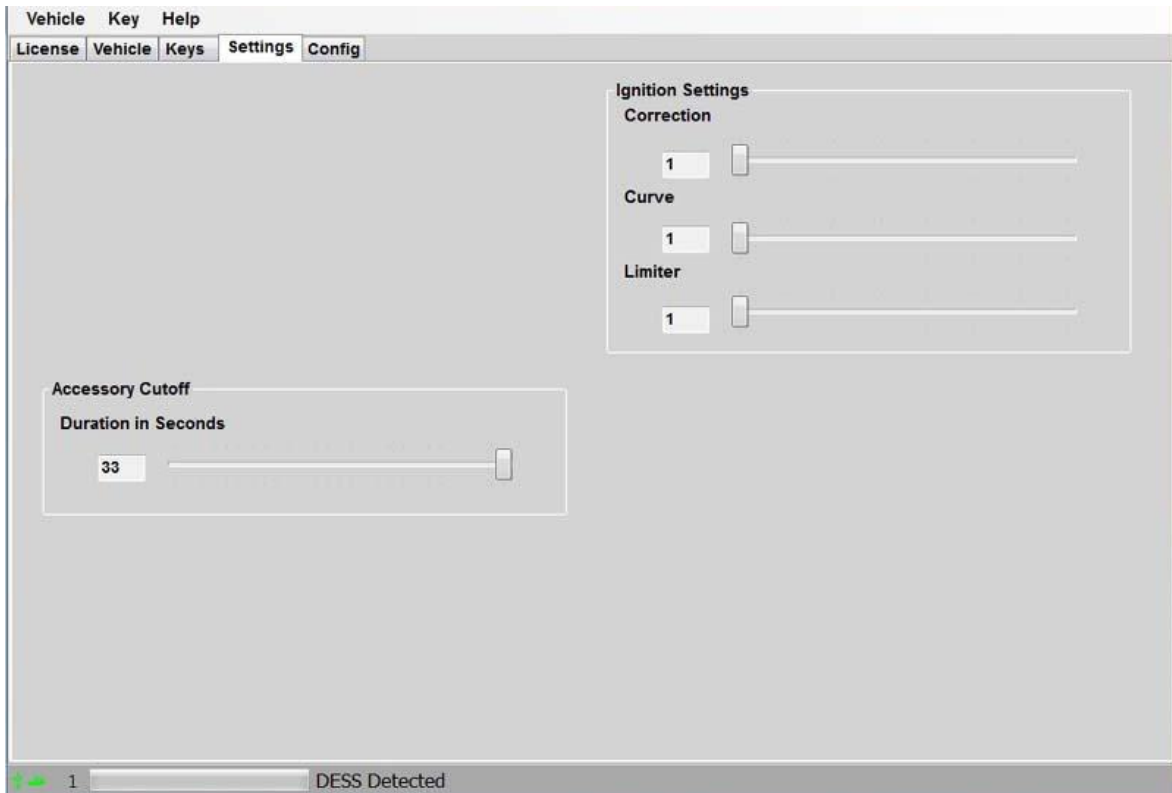 Vehicle Key Help
License Vehicle Keys Settings Config
Ignition Settings
Correction
1
Curve
1
Limiter
1
Accessory Cutoff
Duration in Seconds
33
1 DESS Detected